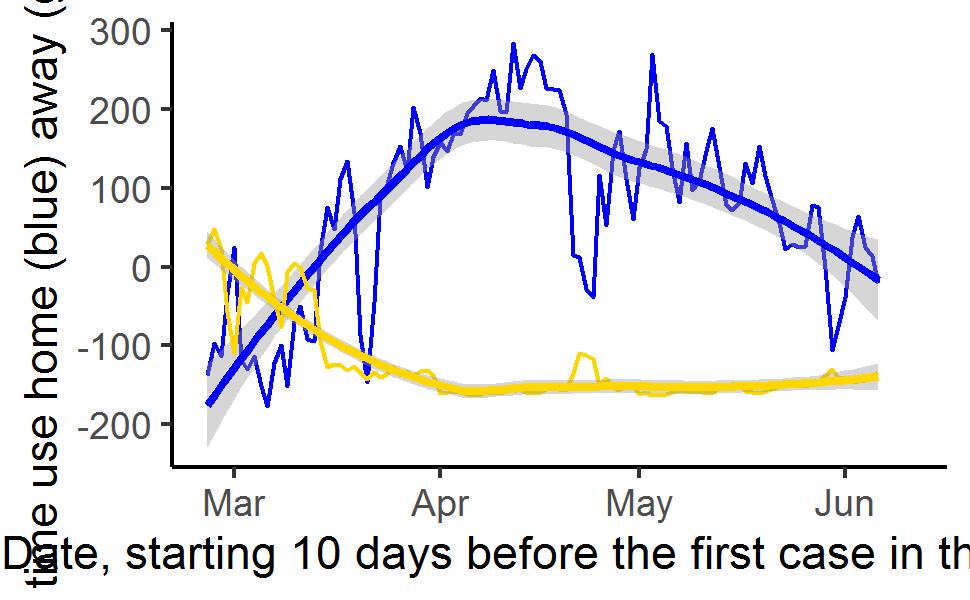 time use home (blue) away (
300
200
100
0
-100
-200
Mar Apr May Jun
Date, starting 10 days before the first case in th